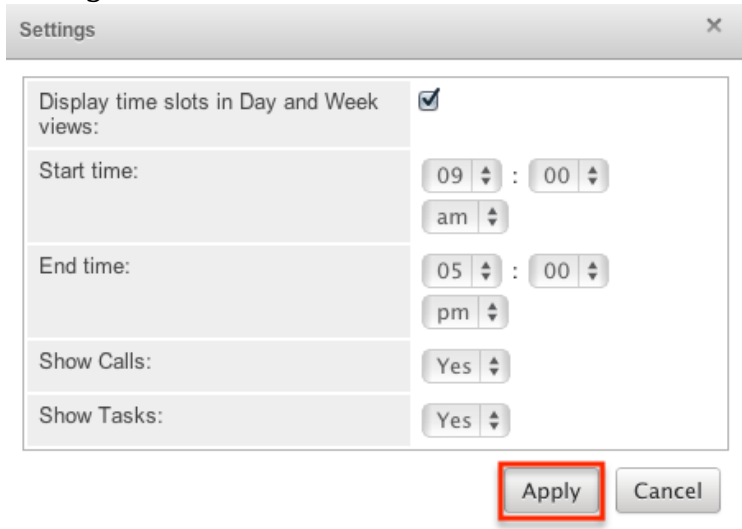 Settings ×
Display time slots in Day and Week
views:
Start time:
09 : 00
am
End time:
05 : 00
pm
Show Calls:
Yes
Show Tasks:
Yes
Apply Cancel